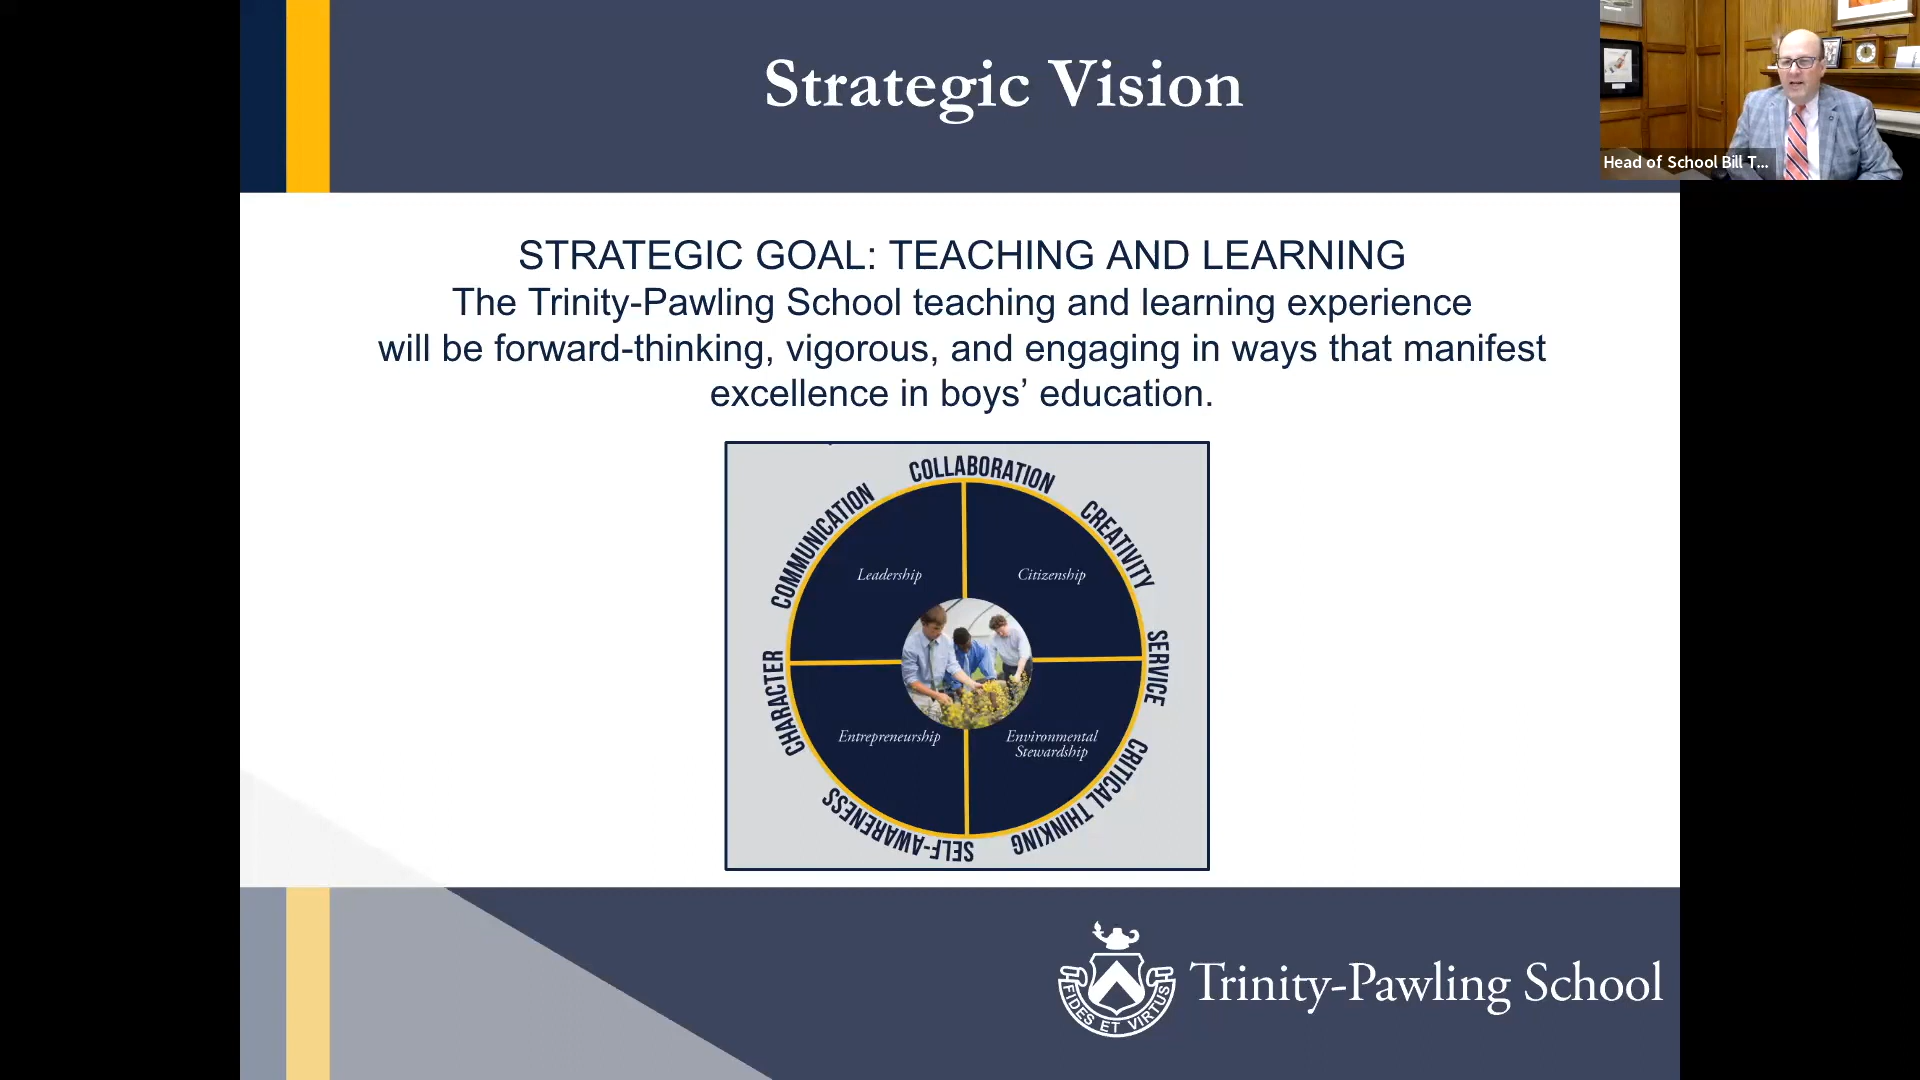 Strategic Vision
Head of School Bill T...
STRATEGIC GOAL: TEACHING AND LEARNING
The Trinity-Pawling School teaching and learning experience
will be forward-thinking, vigorous, and engaging in ways that manifest
excellence in boys’ education.
COLLABORATION
CREATIVITY
SERVICE
CRITICAL THINKING
SELF-AWARENESS
CHARACTER
COMMUNICATION
Leadership
Citizenship
Entrepreneurship
Environmental
Stewardship
FIDES ET VIRTUS
Trinity-Pawling School